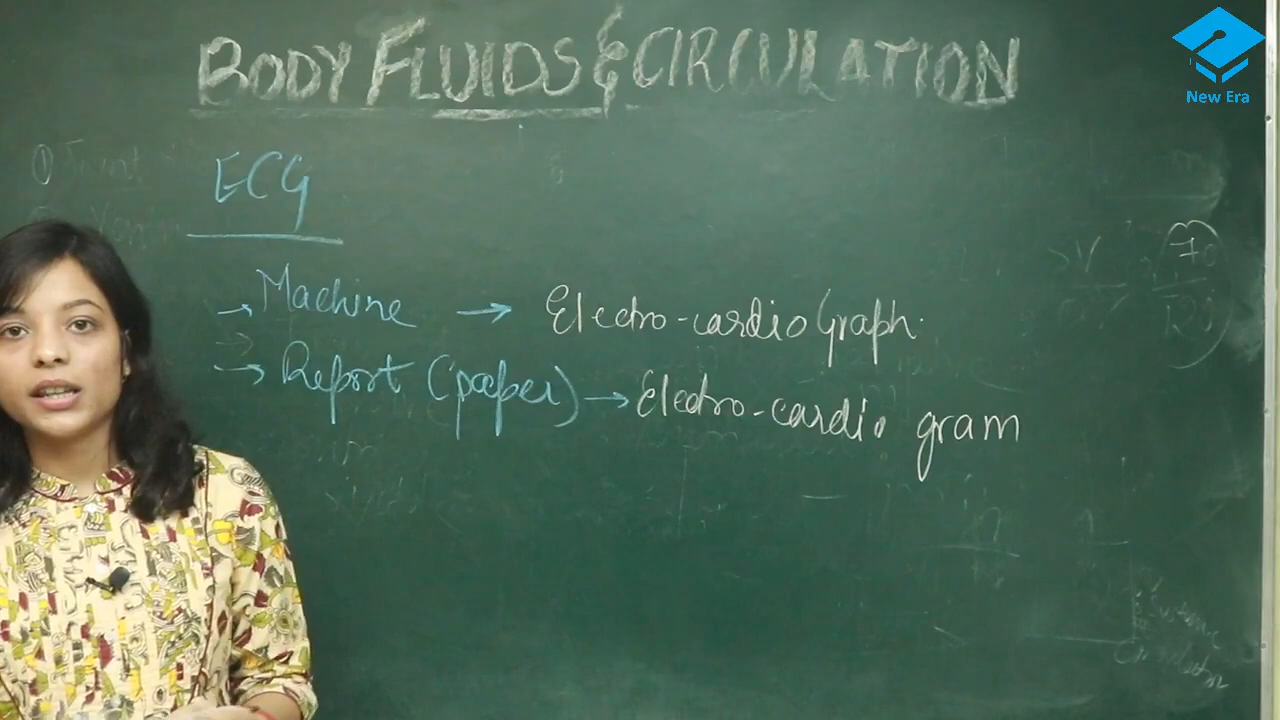 BODY FLUIDS & CIRCULATION
New Era
ECG
→ Machine → Electro-cardioGraph.
→ Report (paper) → Electro-cardio gram